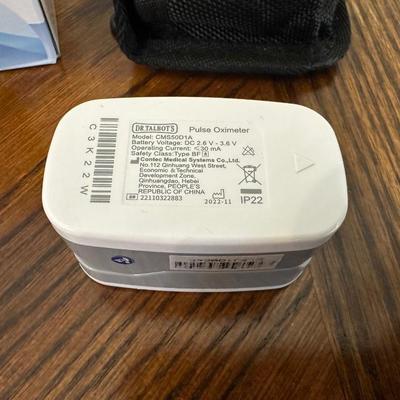 DR.TALBOT'S Pulse Oximeter
Model: CMS50D1A
Battery Voltage: DC 2.6 V - 3.6 V
Operating Current: ≤30 mA
Safety Class: Type BF
Contec Medical Systems Co., Ltd.
No.112 Qinhuang West Street,
Economic & Technical
Development Zone,
Qinhuangdao, Hebei
Province, PEOPLE'S
REPUBLIC OF CHINA
SN 22110322883
2022-11
IP22
C3K22W